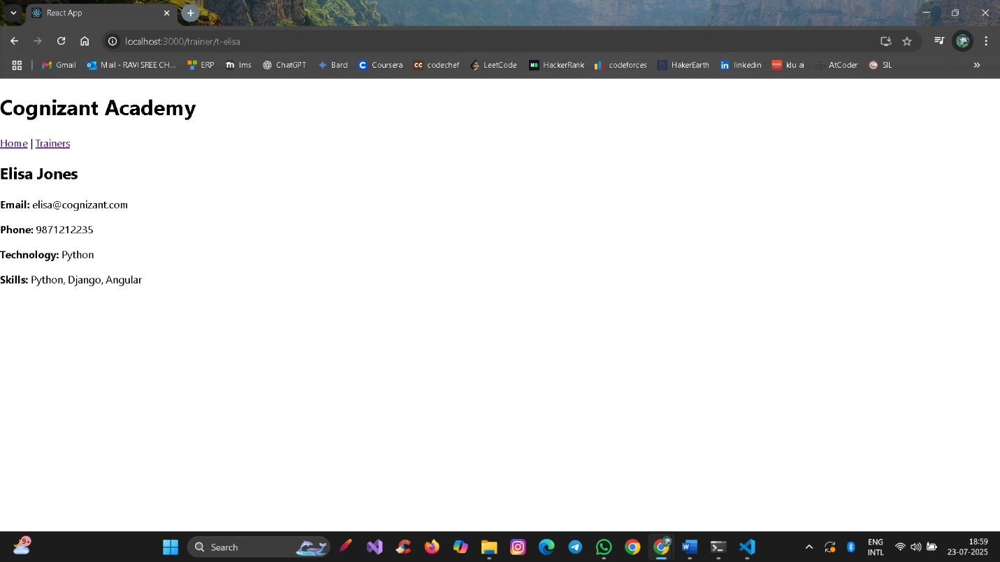 React App
localhost:3000/trainer/t-elisa
Gmail Mail - RAVI SREE CH... ERP lms ChatGPT Bard Coursera codechef LeetCode HackerRank codeforces HakerEarth linkedin klu ai AtCoder SIL
Cognizant Academy
Home | Trainers
Elisa Jones
Email: elisa@cognizant.com
Phone: 9871212235
Technology: Python
Skills: Python, Django, Angular
9+ Search ENG 18:59
INTL 23-07-2025